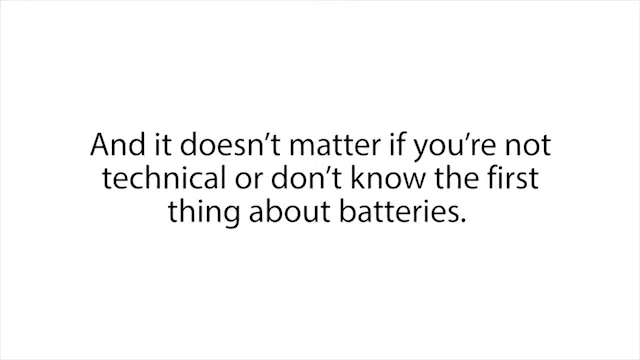 And it doesn’t matter if you’re not
technical or don’t know the first
thing about batteries.